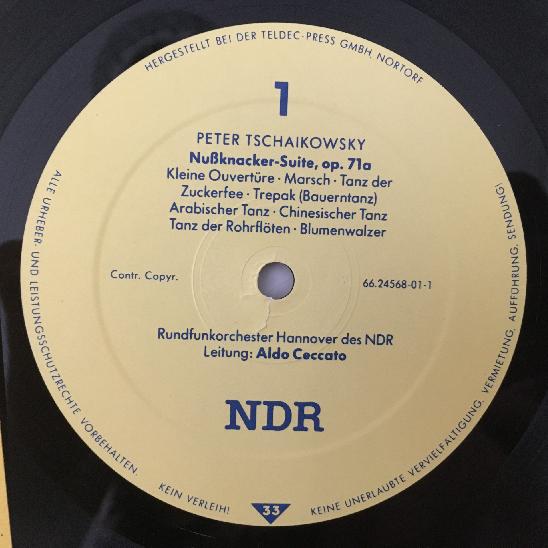 HERGESTELLT BEI DER TELDEC-PRESS GMBH, NORTORF
1
PETER TSCHAIKOWSKY
Nußknacker-Suite, op. 71a
Kleine Ouvertüre · Marsch · Tanz der
Zuckerfee · Trepak (Bauerntanz)
Arabischer Tanz · Chinesischer Tanz
Tanz der Rohrflöten · Blumenwalzer
Contr. Copyr.
66.24568-01-1
Rundfunkorchester Hannover des NDR
Leitung: Aldo Ceccato
NDR
33
ALLE URHEBER- UND LEISTUNGSSCHUTZRECHTE VORBEHALTEN.
KEIN VERLEIH!
KEINE UNERLAUBTE VERVIELFÄLTIGUNG, VERMIETUNG, AUFFÜHRUNG, SENDUNG!